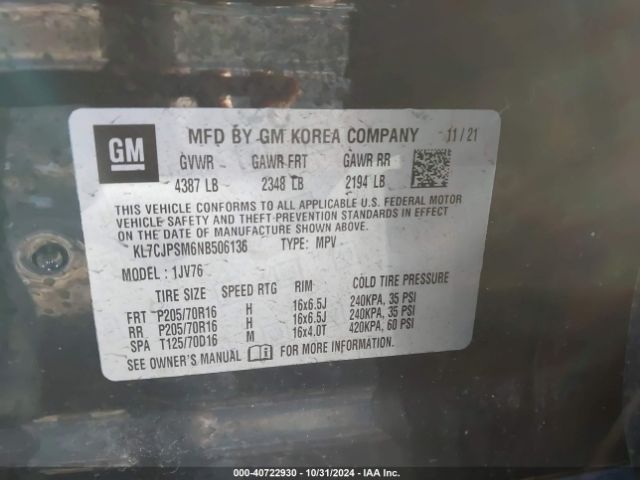 GM
MFD BY GM KOREA COMPANY 11/21
GVWR GAWR FRT GAWR RR
4387 LB 2348 LB 2194 LB
THIS VEHICLE CONFORMS TO ALL APPLICABLE U.S. FEDERAL MOTOR
VEHICLE SAFETY AND THEFT-PREVENTION STANDARDS IN EFFECT
ON THE DATE OF MANUFACTURE SHOWN ABOVE.
KL7CJPSM6NB506136 TYPE: MPV
MODEL: 1JV76
TIRE SIZE SPEED RTG RIM COLD TIRE PRESSURE
FRT P205/70R16 H 16x6.5J 240KPA, 35 PSI
RR P205/70R16 H 16x6.5J 240KPA, 35 PSI
SPA T125/70D16 M 16x4.0T 420KPA, 60 PSI
SEE OWNER'S MANUAL FOR MORE INFORMATION.
000-40722930 - 10/31/2024 - IAA Inc.